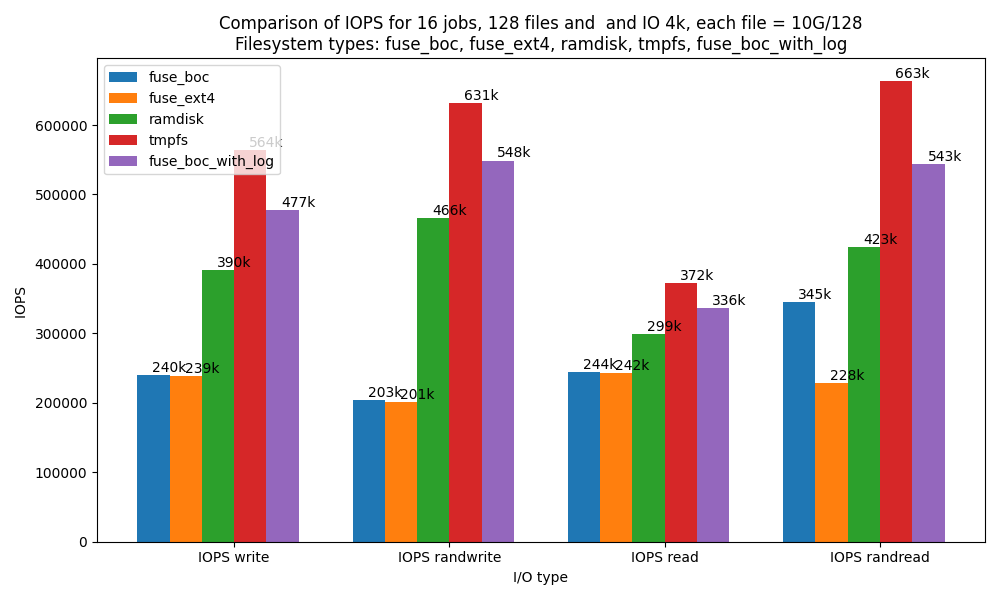 Comparison of IOPS for 16 jobs, 128 files and  and IO 4k, each file = 10G/128
Filesystem types: fuse_boc, fuse_ext4, ramdisk, tmpfs, fuse_boc_with_log
fuse_boc
fuse_ext4
ramdisk
tmpfs
fuse_boc_with_log
IOPS
600000
500000
400000
300000
200000
100000
0
240k
239k
390k
564k
477k
203k
201k
466k
631k
548k
244k
242k
299k
372k
336k
345k
228k
423k
663k
543k
IOPS write
IOPS randwrite
IOPS read
IOPS randread
I/O type